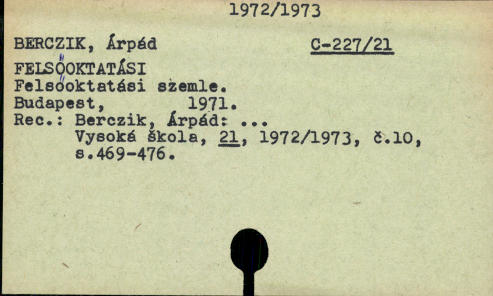 1972/1973
BERCZIK, Árpád C-227/21
FELSŐOKTATÁSI
Felsőoktatási szemle.
Budapest, 1971.
Rec.: Berczik, Árpád: ...
Vysoká škola, 21, 1972/1973, č.10,
s.469-476.